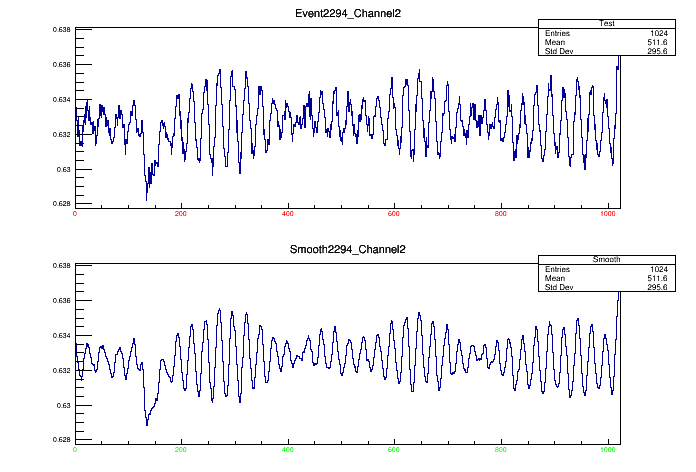 Event2294_Channel2
Test
Entries 1024
Mean 511.6
Std Dev 295.6
0.638
0.636
0.634
0.632
0.63
0.628
0 200 400 600 800 1000
Smooth2294_Channel2
Smooth
Entries 1024
Mean 511.6
Std Dev 295.6
0.638
0.636
0.634
0.632
0.63
0.628
0 200 400 600 800 1000